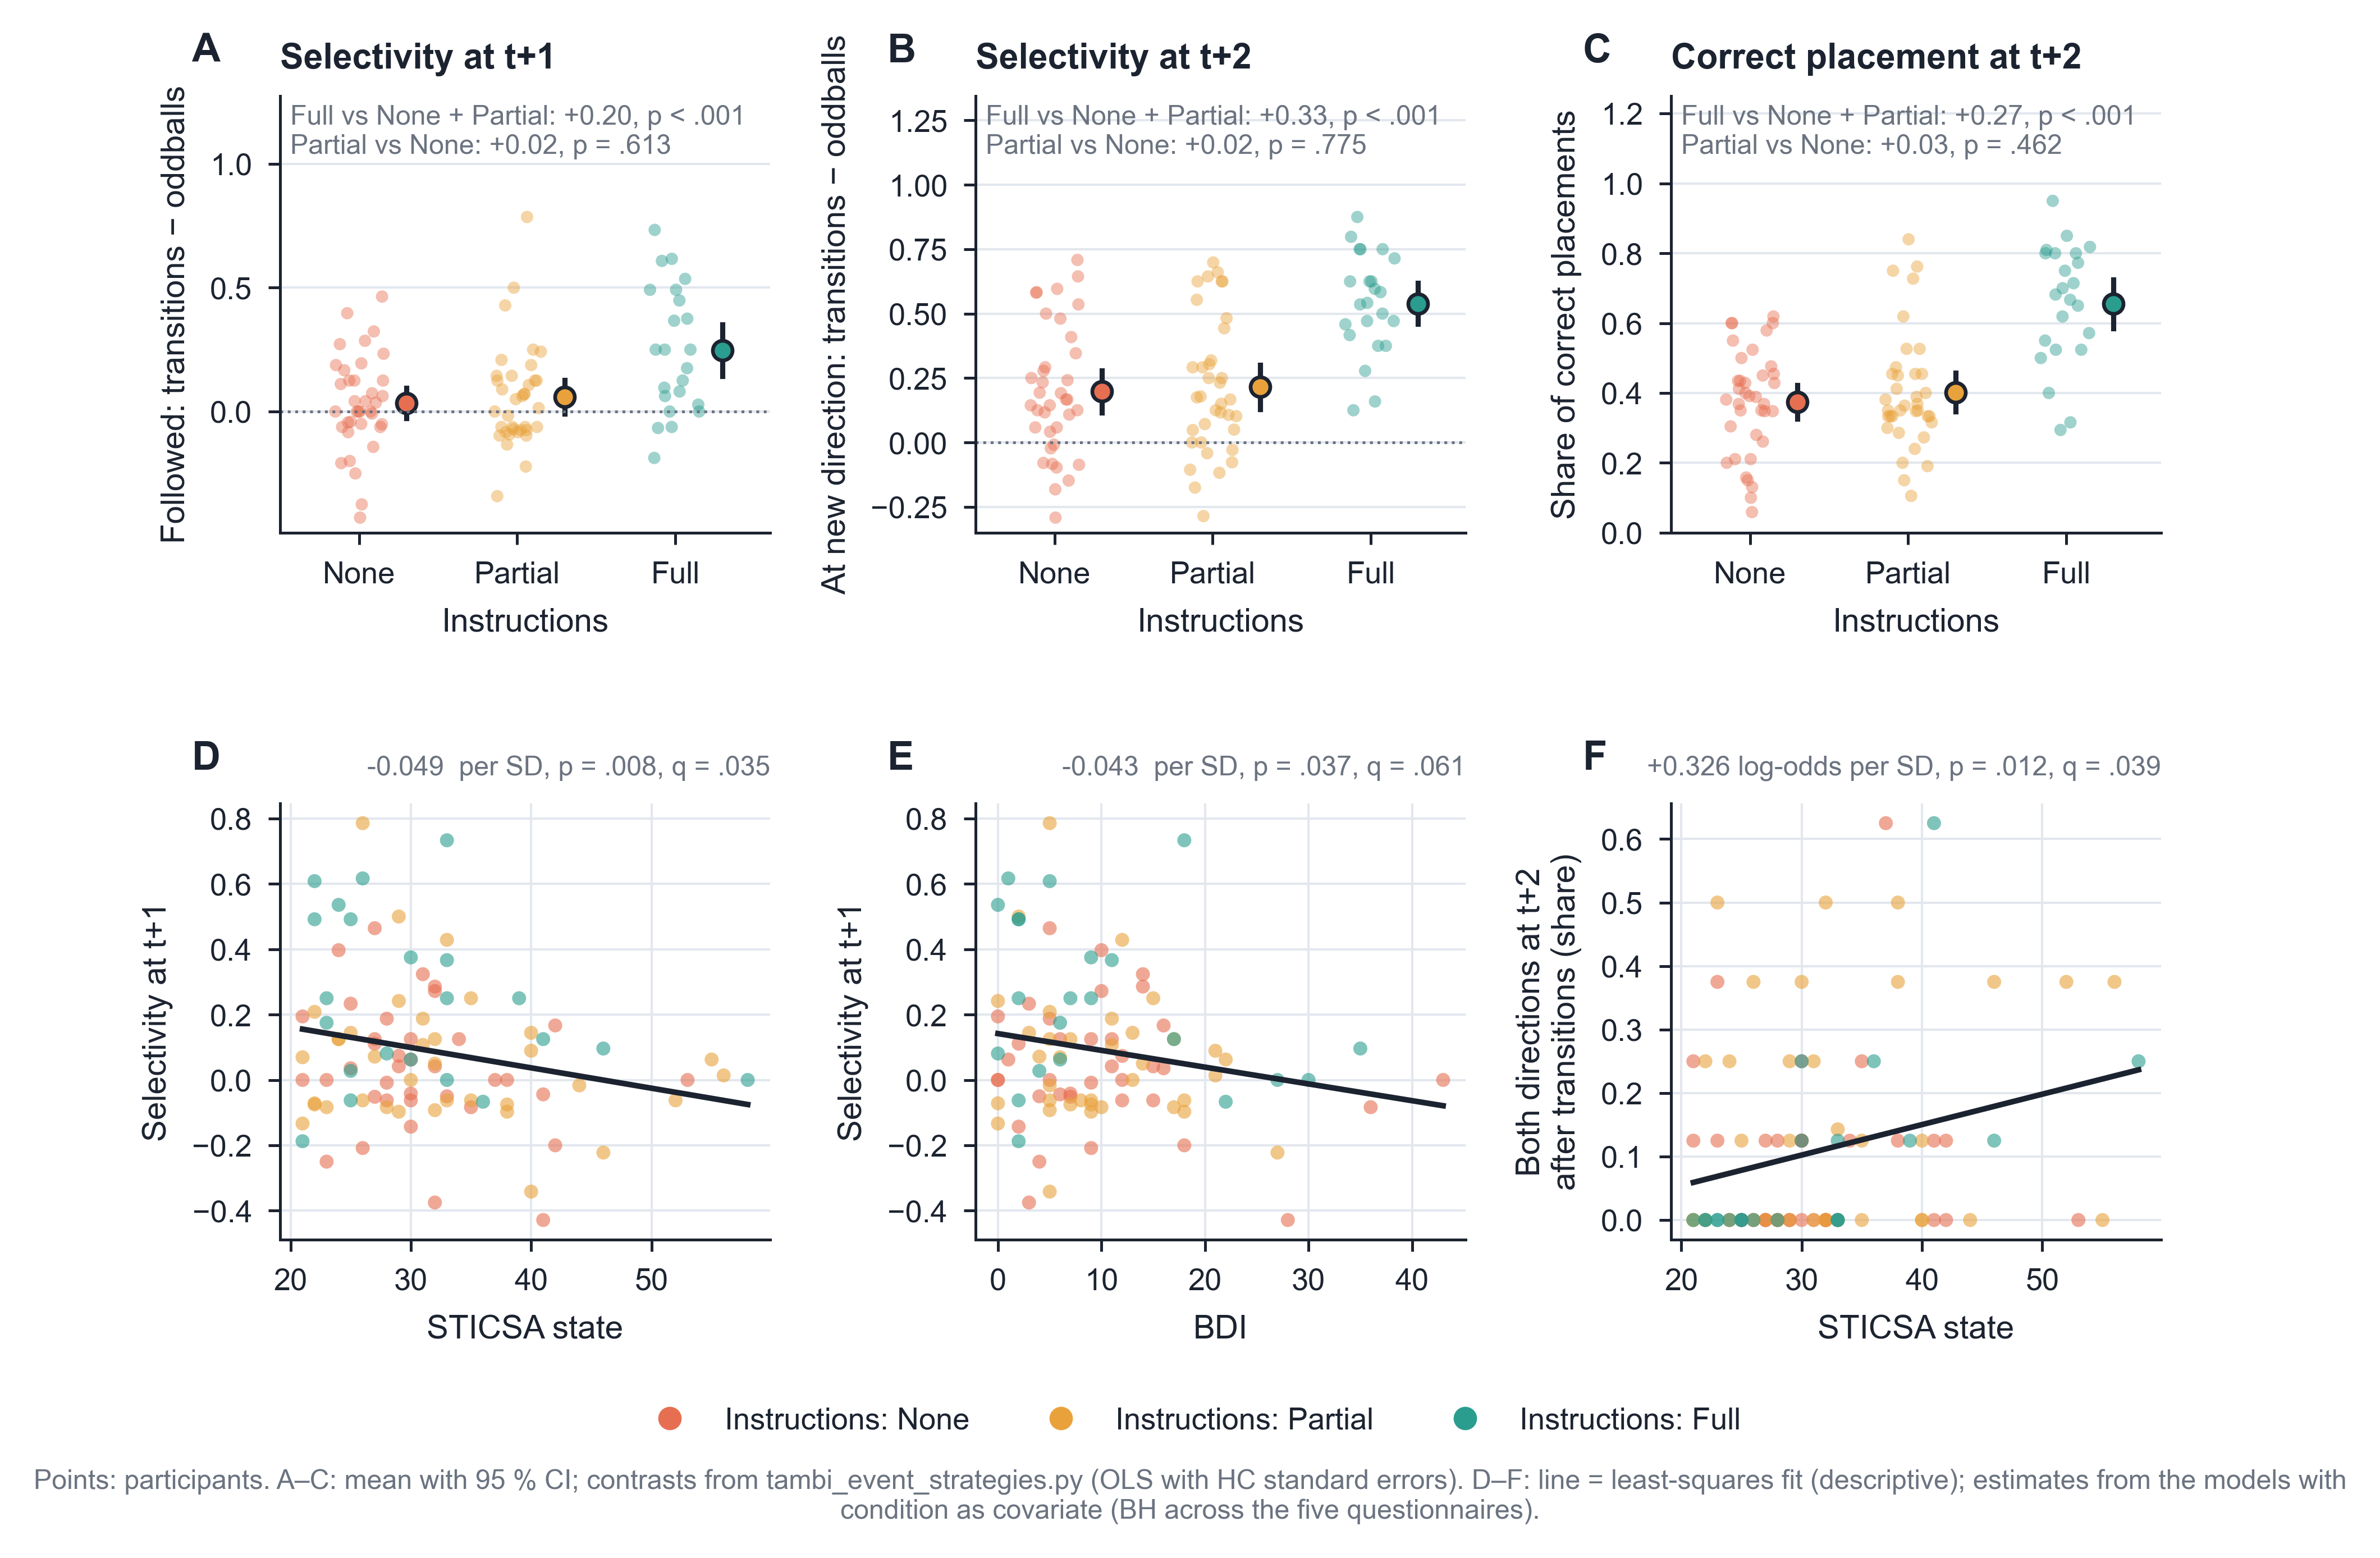 A
Selectivity at t+1
Full vs None + Partial: +0.20, p < .001
Partial vs None: +0.02, p = .613
Followed: transitions − oddballs
1.0
0.5
0.0
None
Partial
Full
Instructions
B
Selectivity at t+2
Full vs None + Partial: +0.33, p < .001
Partial vs None: +0.02, p = .775
At new direction: transitions − oddballs
1.25
1.00
0.75
0.50
0.25
0.00
−0.25
None
Partial
Full
Instructions
C
Correct placement at t+2
Full vs None + Partial: +0.27, p < .001
Partial vs None: +0.03, p = .462
Share of correct placements
1.2
1.0
0.8
0.6
0.4
0.2
0.0
None
Partial
Full
Instructions
D
-0.049  per SD, p = .008, q = .035
Selectivity at t+1
0.8
0.6
0.4
0.2
0.0
−0.2
−0.4
20
30
40
50
STICSA state
E
-0.043  per SD, p = .037, q = .061
Selectivity at t+1
0.8
0.6
0.4
0.2
0.0
−0.2
−0.4
0
10
20
30
40
BDI
F
+0.326 log-odds per SD, p = .012, q = .039
Both directions at t+2
after transitions (share)
0.6
0.5
0.4
0.3
0.2
0.1
0.0
20
30
40
50
STICSA state
Instructions: None
Instructions: Partial
Instructions: Full
Points: participants. A–C: mean with 95 % CI; contrasts from tambi_event_strategies.py (OLS with HC standard errors). D–F: line = least-squares fit (descriptive); estimates from the models with
condition as covariate (BH across the five questionnaires).